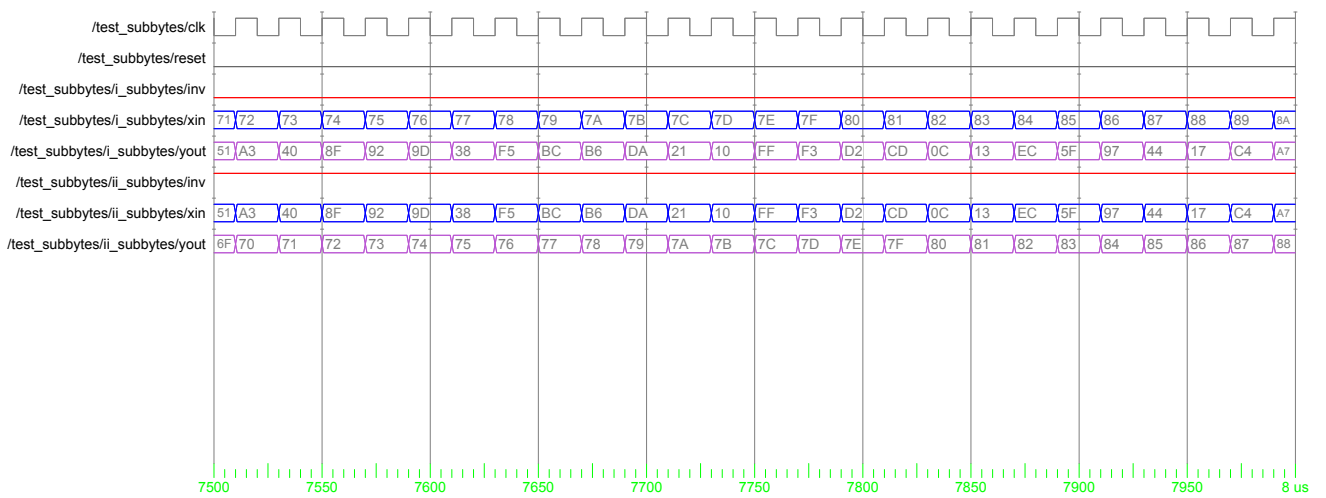 /test_subbytes/clk
/test_subbytes/reset
/test_subbytes/i_subbytes/inv
/test_subbytes/i_subbytes/xin 71 72 73 74 75 76 77 78 79 7A 7B 7C 7D 7E 7F 80 81 82 83 84 85 86 87 88 89 8A
/test_subbytes/i_subbytes/yout 51 A3 40 8F 92 9D 38 F5 BC B6 DA 21 10 FF F3 D2 CD 0C 13 EC 5F 97 44 17 C4 A7
/test_subbytes/ii_subbytes/inv
/test_subbytes/ii_subbytes/xin 51 A3 40 8F 92 9D 38 F5 BC B6 DA 21 10 FF F3 D2 CD 0C 13 EC 5F 97 44 17 C4 A7
/test_subbytes/ii_subbytes/yout 6F 70 71 72 73 74 75 76 77 78 79 7A 7B 7C 7D 7E 7F 80 81 82 83 84 85 86 87 88
7500 7550 7600 7650 7700 7750 7800 7850 7900 7950 8 us